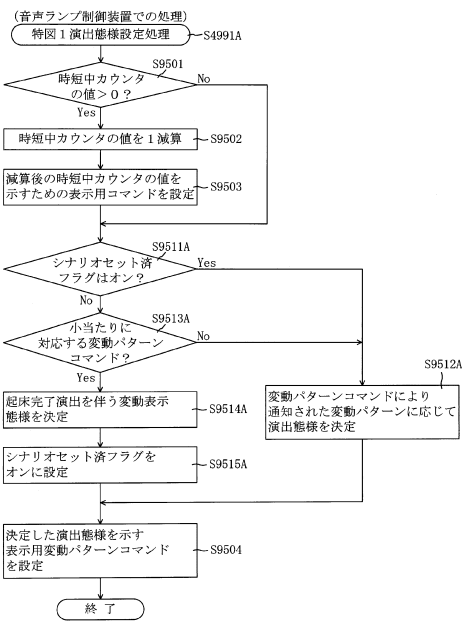 (音声ランプ制御装置での処理)
特図1演出態様設定処理
S4991A
S9501
時短中カウンタ
の値>0?
No
Yes
時短中カウンタの値を1減算
S9502
減算後の時短中カウンタの値を
示すための表示用コマンドを設定
S9503
S9511A
シナリオセット済
フラグはオン?
Yes
No
S9513A
小当たりに
対応する変動パターン
コマンド?
No
Yes
S9512A
変動パターンコマンドにより
通知された変動パターンに応じて
演出態様を決定
起床完了演出を伴う変動表示
態様を決定
S9514A
シナリオセット済フラグを
オンに設定
S9515A
決定した演出態様を示す
表示用変動パターンコマンド
を設定
S9504
終了